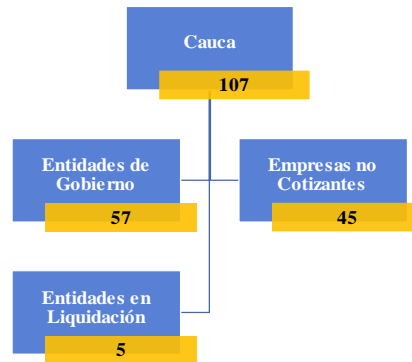 Cauca
107
Entidades de
Gobierno
57
Empresas no
Cotizantes
45
Entidades en
Liquidación
5